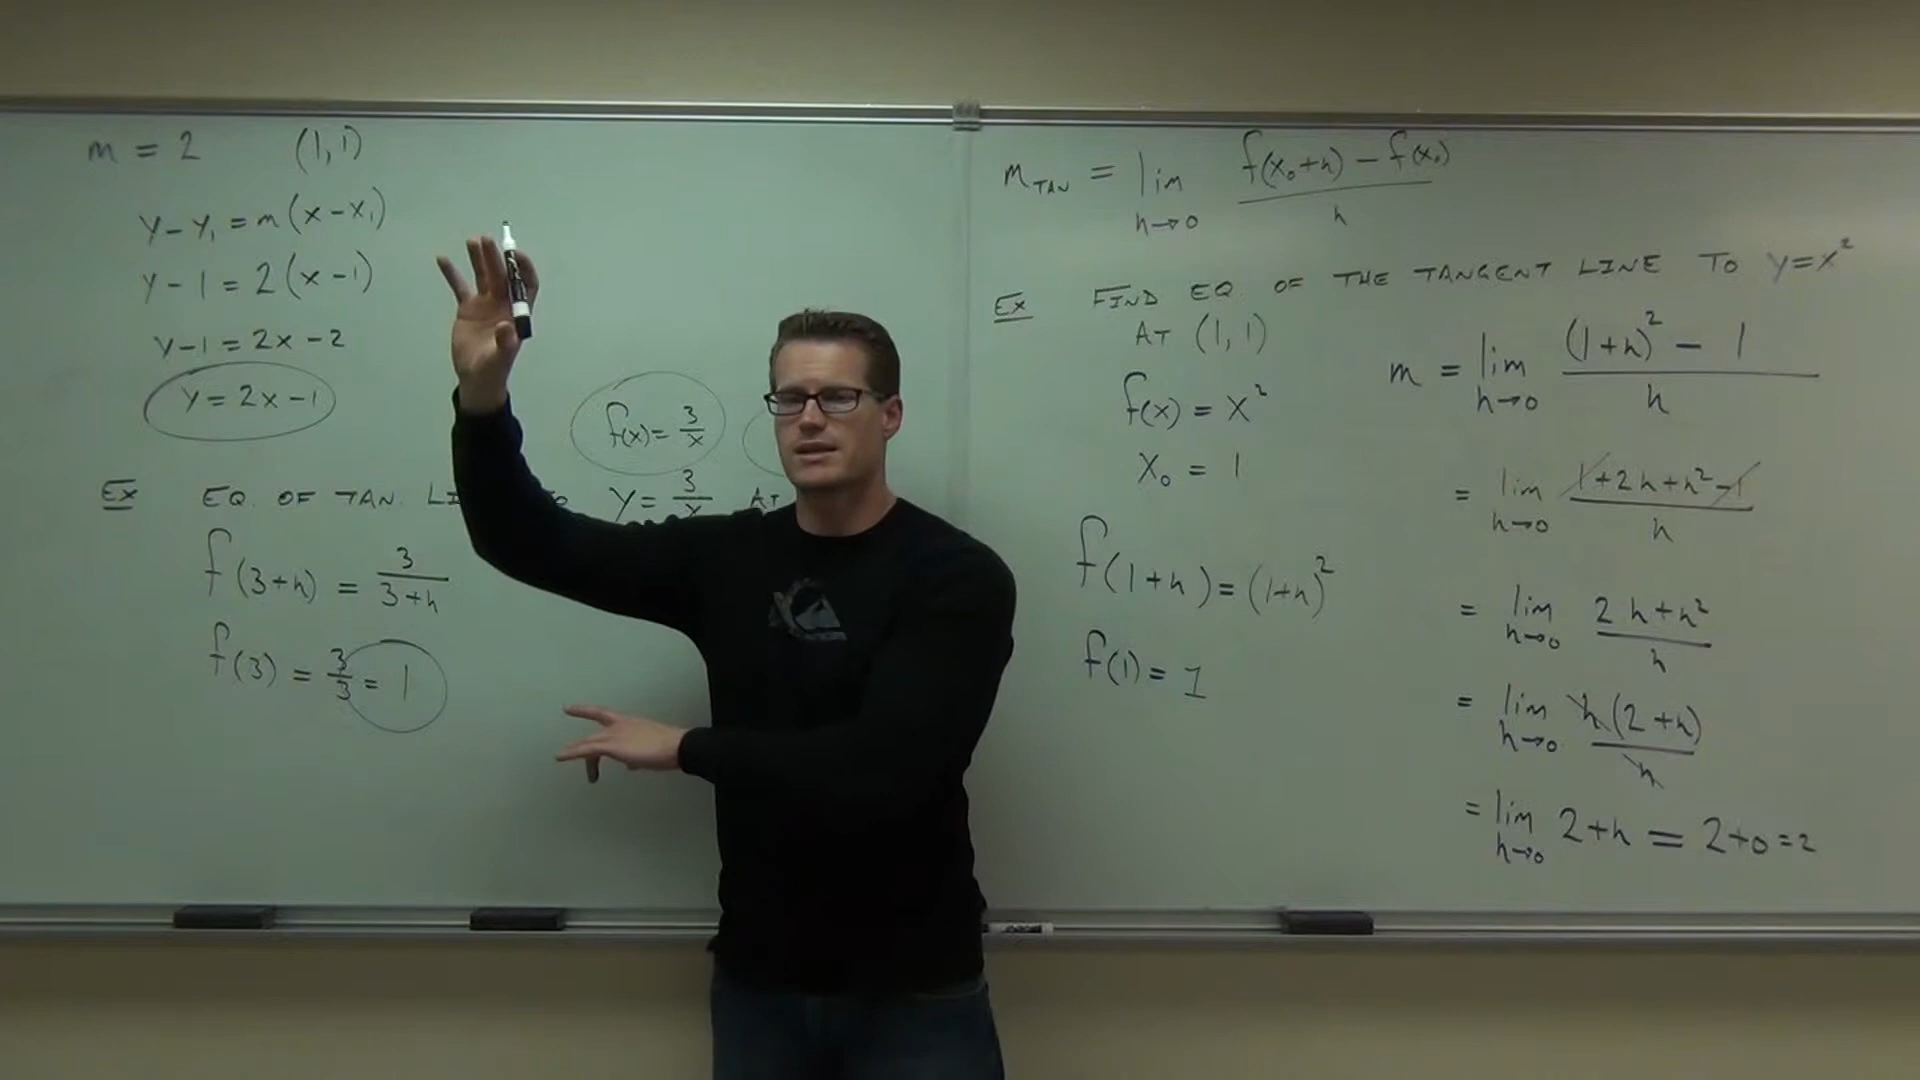 m = 2 (1,1)
y - y₁ = m(x - x₁)
y - 1 = 2(x - 1)
y - 1 = 2x - 2
y = 2x - 1
f(x) = 3/x
EX EQ. OF TAN. y = 3/x AT
f(3+h) = 3/(3+h)
f(3) = 3/3 = 1
m_TAN = lim h→0 (f(x₀+h) - f(x₀))/h
EX FIND EQ. OF THE TANGENT LINE TO y = x²
AT (1,1)
f(x) = x²
x₀ = 1
f(1+h) = (1+h)²
f(1) = 1
m = lim h→0 ((1+h)² - 1)/h
= lim h→0 (1+2h+h²-1)/h
= lim h→0 (2h+h²)/h
= lim h→0 h(2+h)/h
= lim h→0 2+h = 2+0 = 2